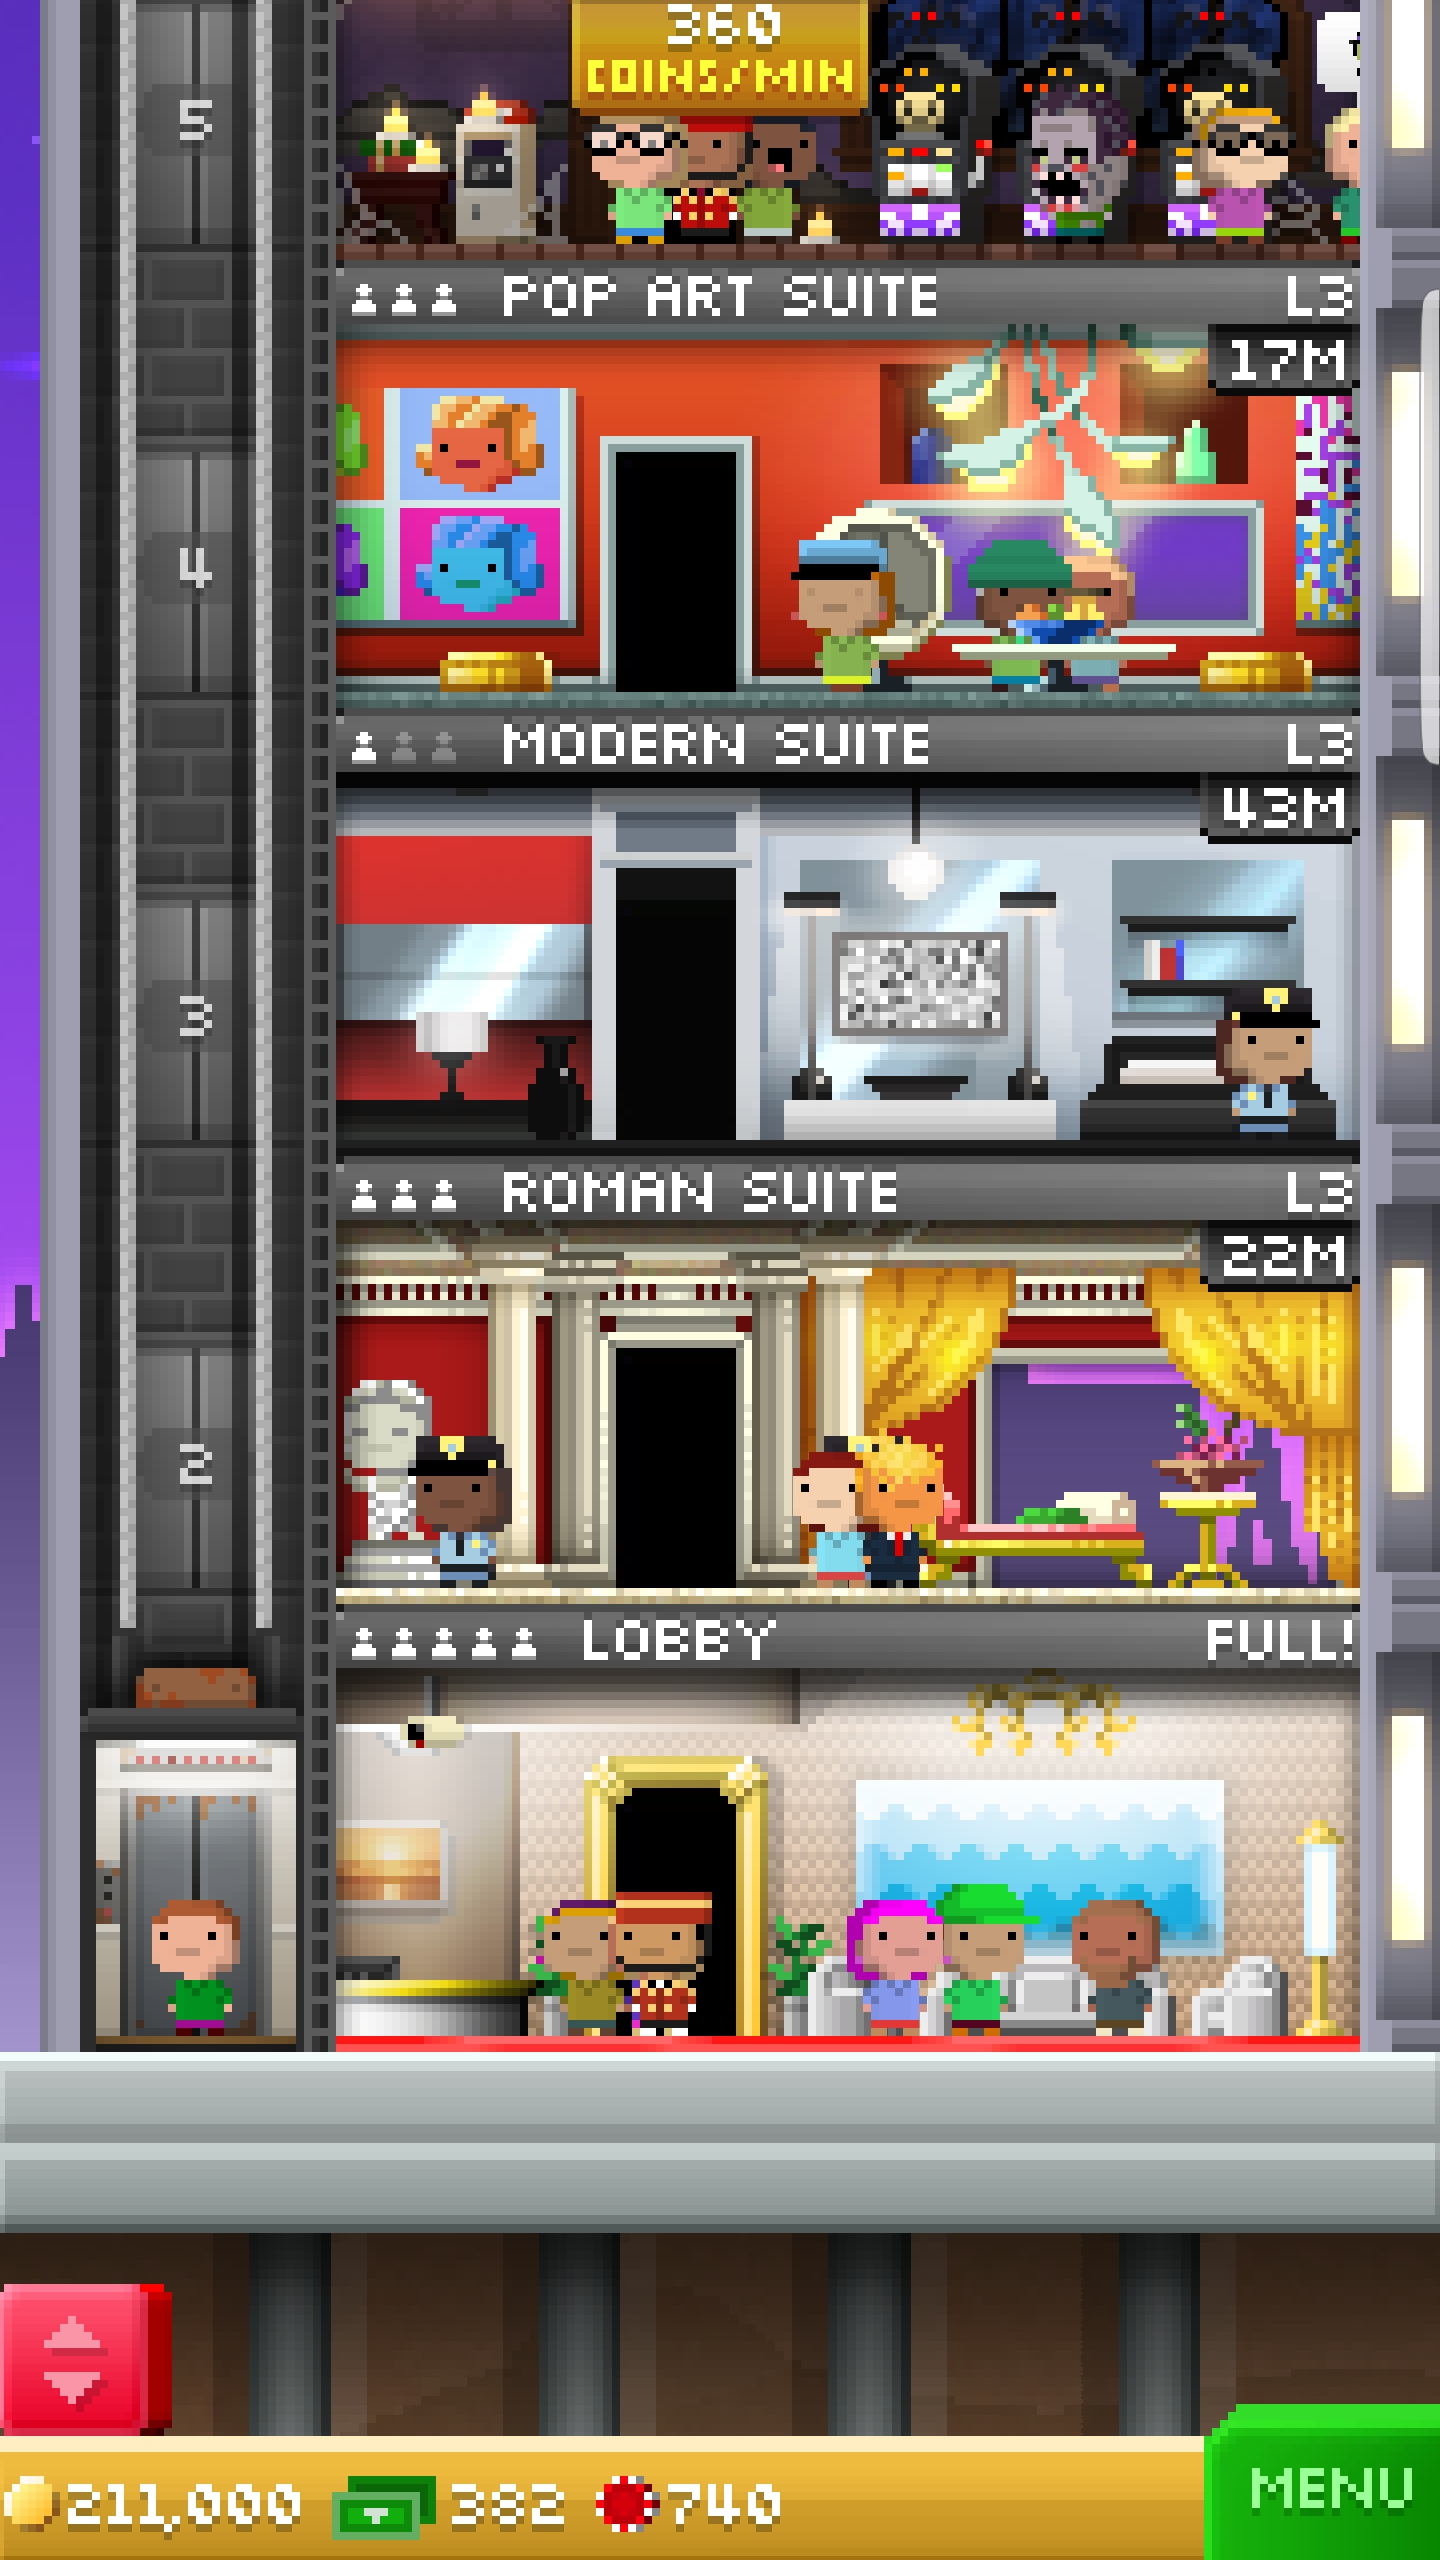 360
COINS/MIN
5
POP ART SUITE L3
17M
4
MODERN SUITE L3
43M
3
ROMAN SUITE L3
22M
2
LOBBY FULL!
211,000 382 740
MENU